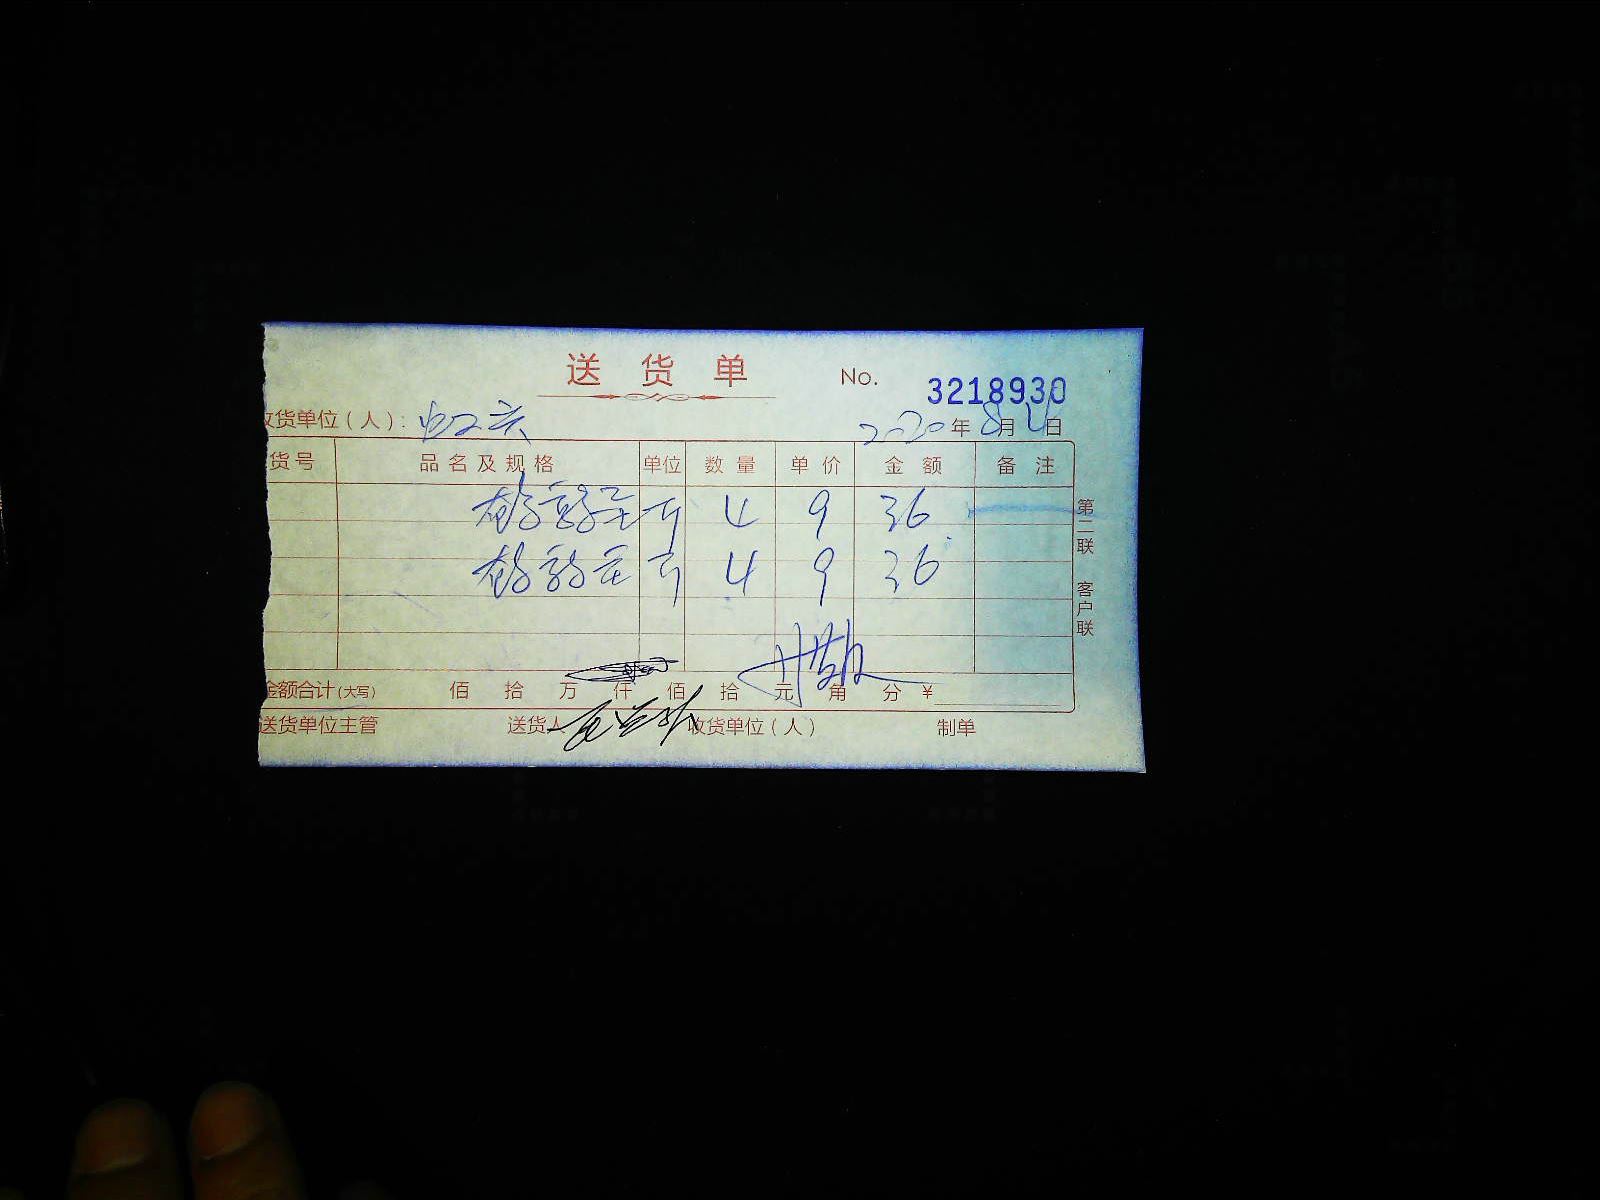 送货单 No. 3218930
收货单位(人): 2020年8月4日
货号 品名及规格 单位 数量 单价 金额 备注
4 9 36
4 9 36
金额合计(大写) 佰 拾 万 仟 佰 拾 元 角 分 ¥
送货单位主管 送货人 收货单位(人) 制单
第二联 客户联